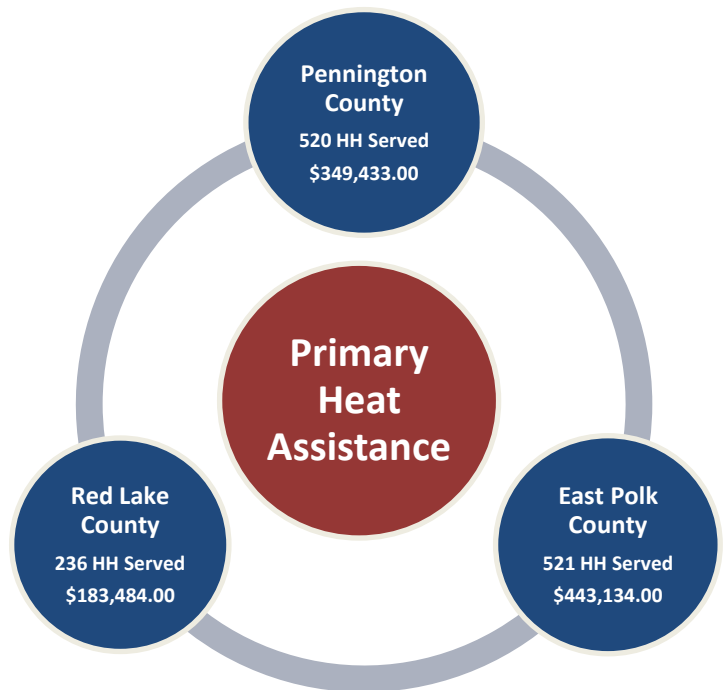 Pennington
County
520 HH Served
$349,433.00
Primary
Heat
Assistance
Red Lake
County
236 HH Served
$183,484.00
East Polk
County
521 HH Served
$443,134.00